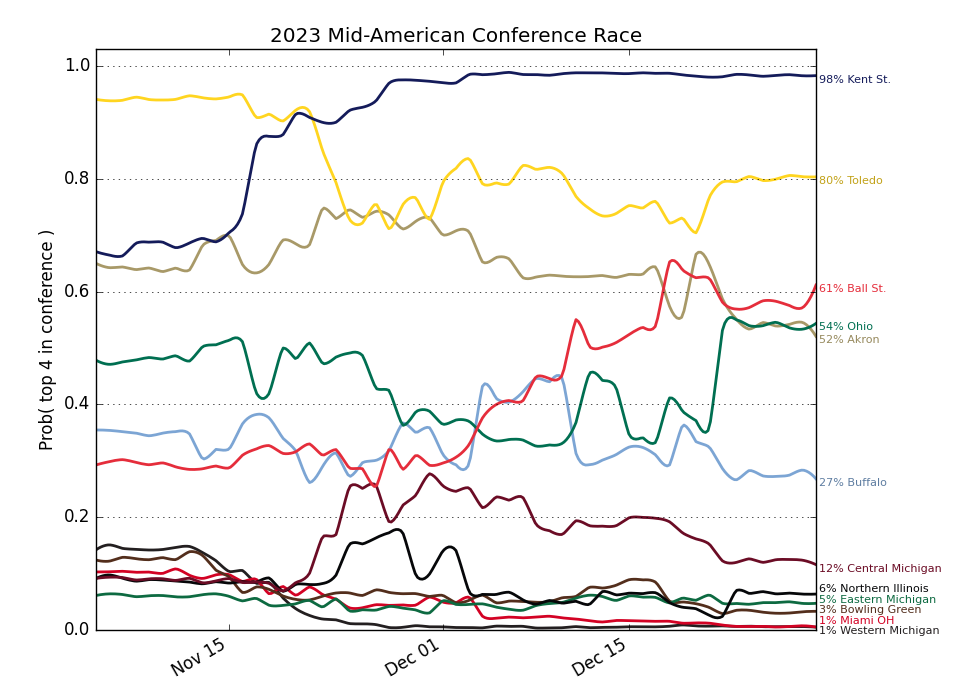 2023 Mid-American Conference Race
Prob( top 4 in conference )
1.0
0.8
0.6
0.4
0.2
0.0
Nov 15
Dec 01
Dec 15
98% Kent St.
80% Toledo
61% Ball St.
54% Ohio
52% Akron
27% Buffalo
12% Central Michigan
6% Northern Illinois
5% Eastern Michigan
3% Bowling Green
1% Miami OH
1% Western Michigan